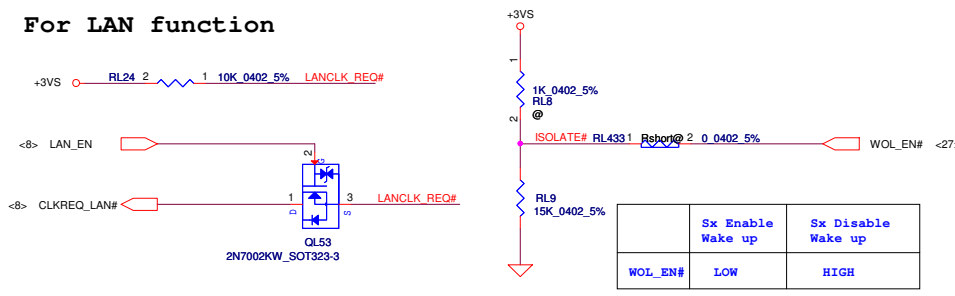 For LAN function
+3VS
+3VS
RL24 2 1 10K_0402_5% LANCLK_REQ#
1
1K_0402_5%
RL8
@
2
<8> LAN_EN
2
G
ISOLATE# RL433 1 Rshort@ 2 0_0402_5%
WOL_EN# <27
<8> CLKREQ_LAN#
1 3 LANCLK_REQ#
D S
QL53
2N7002KW_SOT323-3
RL9
15K_0402_5%
Sx Enable Sx Disable
Wake up Wake up
WOL_EN# LOW HIGH